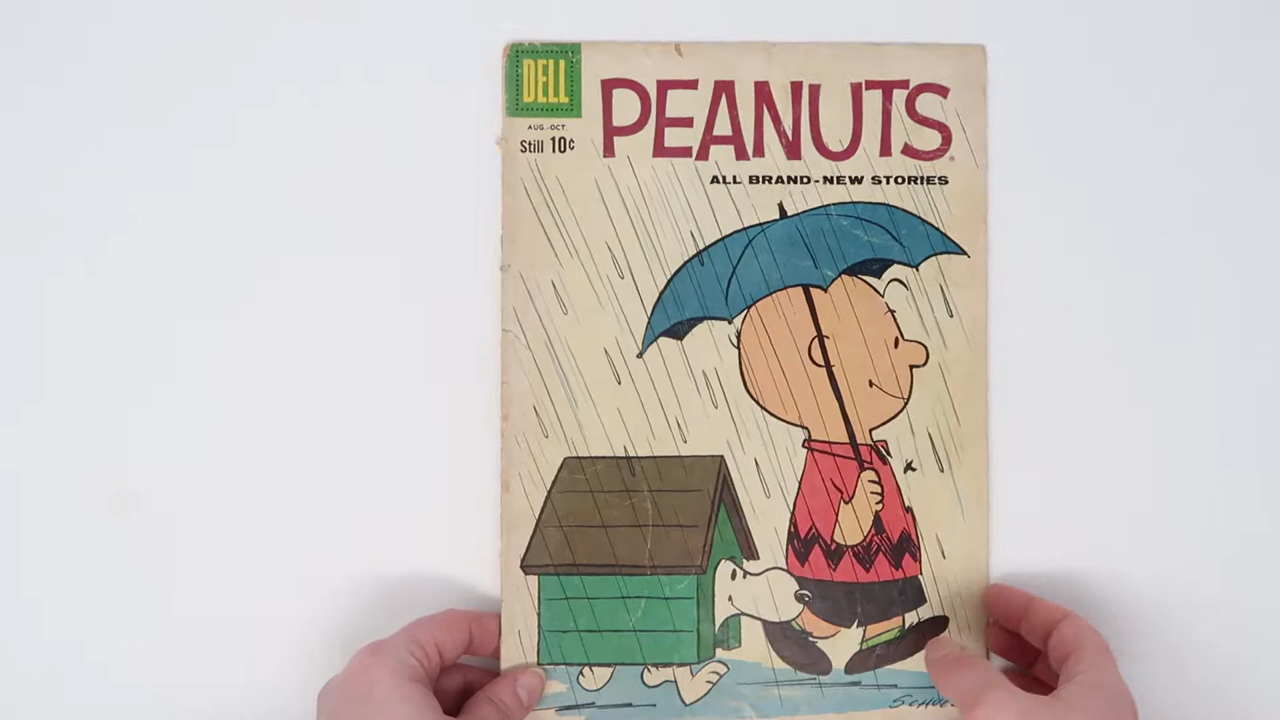 DELL
AUG.-OCT.
Still 10¢
PEANUTS
ALL BRAND-NEW STORIES